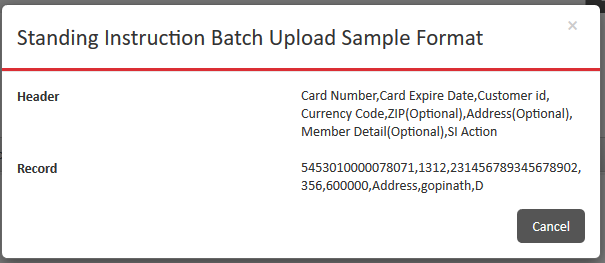 Standing Instruction Batch Upload Sample Format
×
Header
Card Number,Card Expire Date,Customer id,
Currency Code,ZIP(Optional),Address(Optional),
Member Detail(Optional),SI Action
Record
5453010000078071,1312,231456789345678902,
356,600000,Address,gopinath,D
Cancel